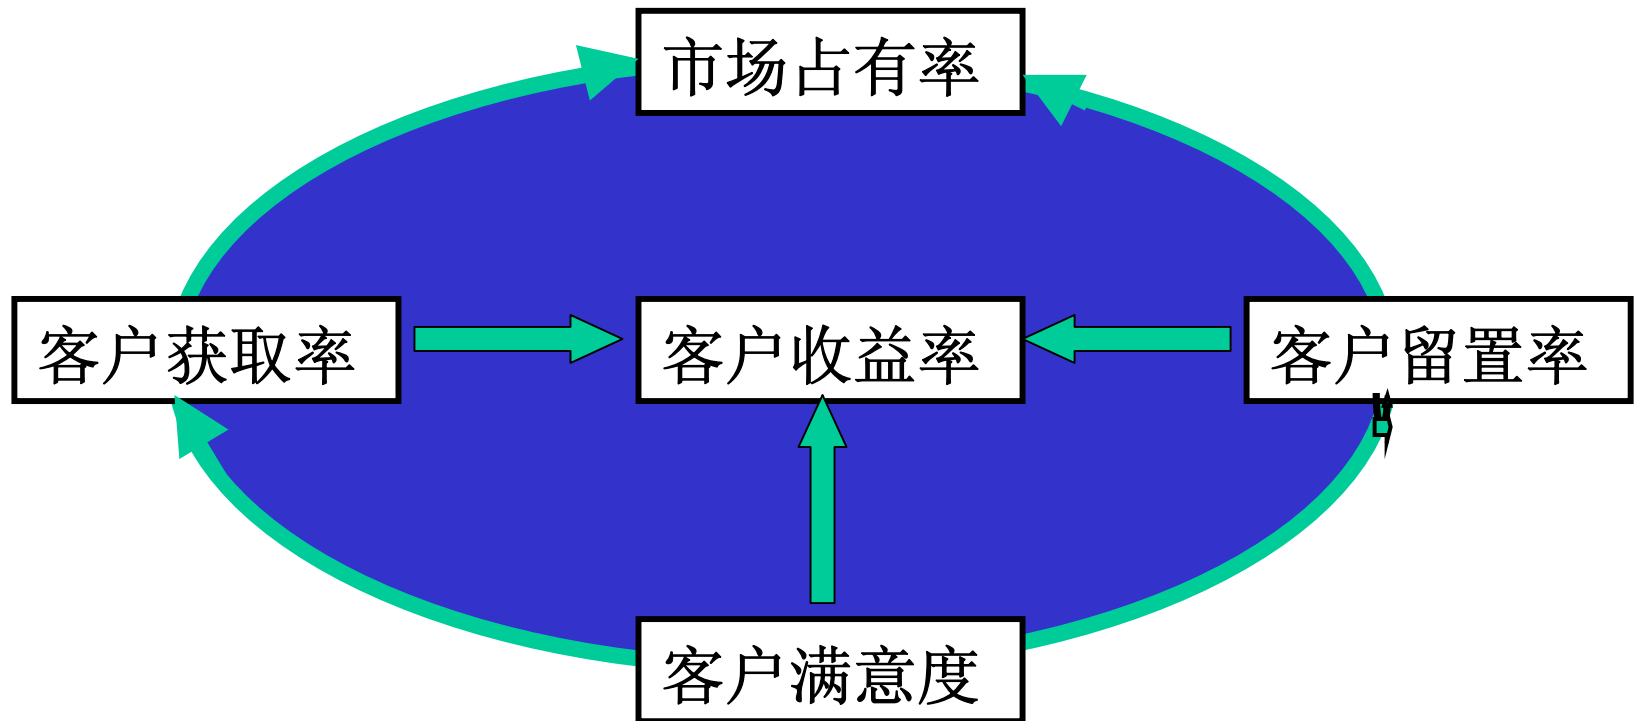 市场占有率
客户获取率
客户收益率
客户留置率
客户满意度